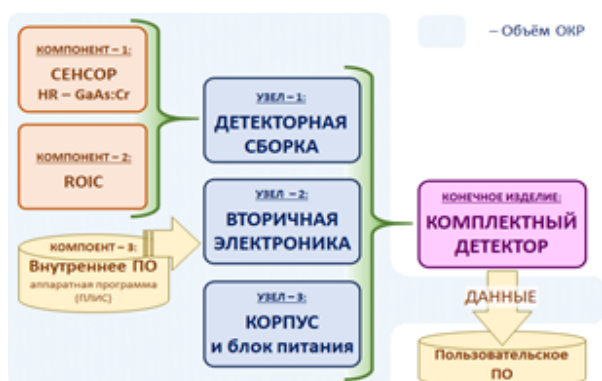 КОМПОНЕНТ – 1:
СЕНСОР
HR – GaAs:Cr
КОМПОНЕНТ – 2:
ROIC
КОМПОЕНТ – 3:
Внутреннее ПО
аппаратная программа
(ПЛИС)
УЗЕЛ – 1:
ДЕТЕКТОРНАЯ
СБОРКА
УЗЕЛ – 2:
ВТОРИЧНАЯ
ЭЛЕКТРОНИКА
УЗЕЛ – 3:
КОРПУС
и блок питания
– Объём ОКР
КОНЕЧНОЕ ИЗДЕЛИЕ:
КОМПЛЕКТНЫЙ
ДЕТЕКТОР
ДАННЫЕ
Пользовательское
ПО